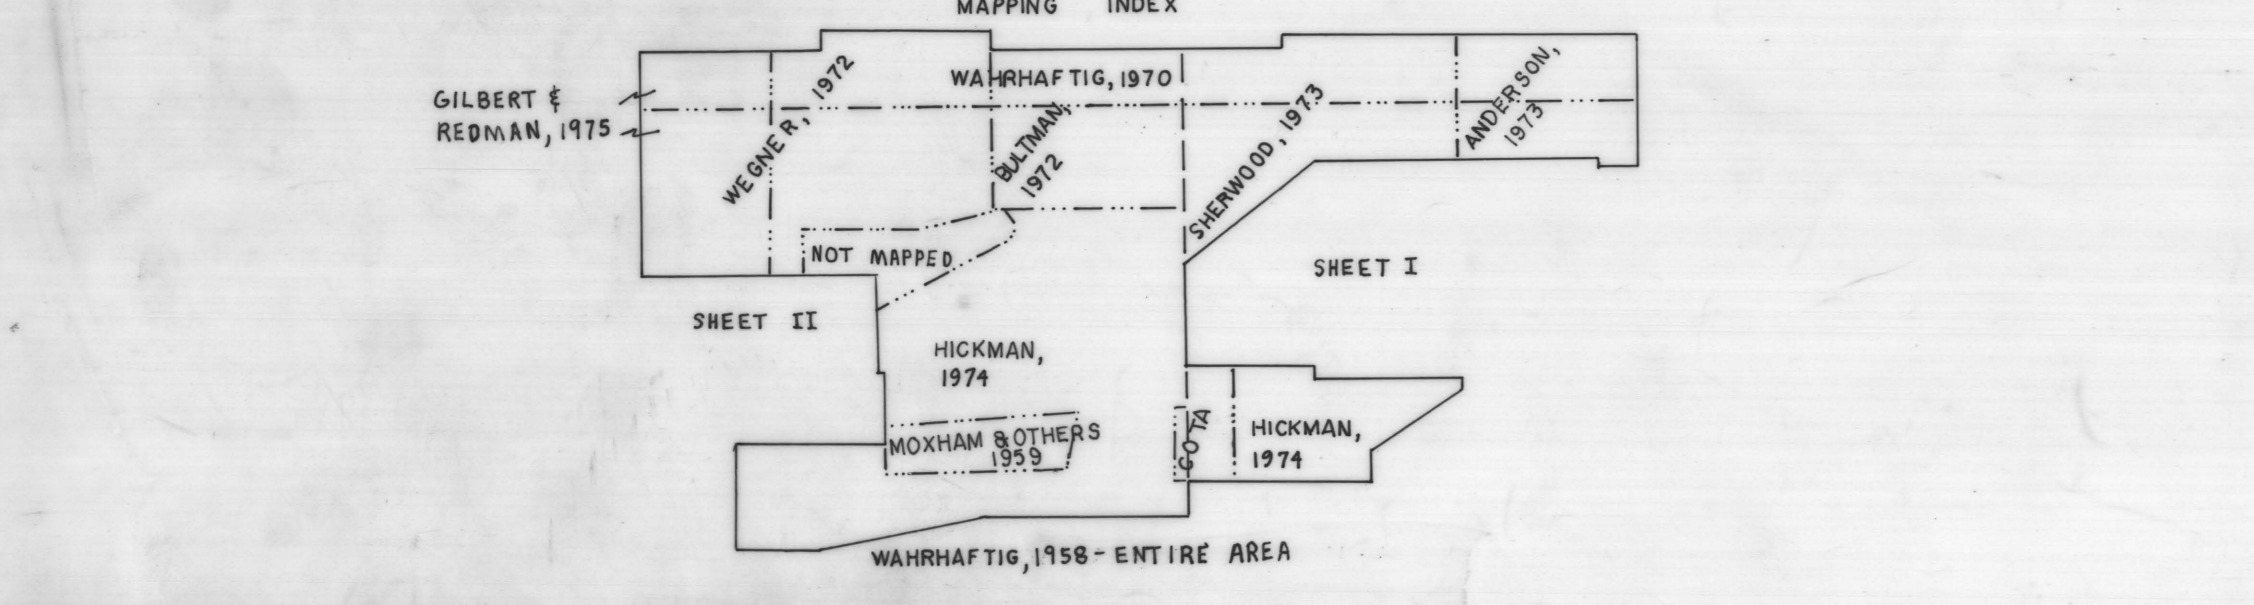 MAPPING INDEX
GILBERT &
REDMAN, 1975
WEGNER, 1972
WAHRHAFTIG, 1970
BULTMAN,
1972
SHERWOOD, 1973
ANDERSON,
1973
NOT MAPPED
SHEET I
SHEET II
HICKMAN,
1974
MOXHAM & OTHERS
1959
HICKMAN,
1974
WAHRHAFTIG, 1958 - ENTIRE AREA